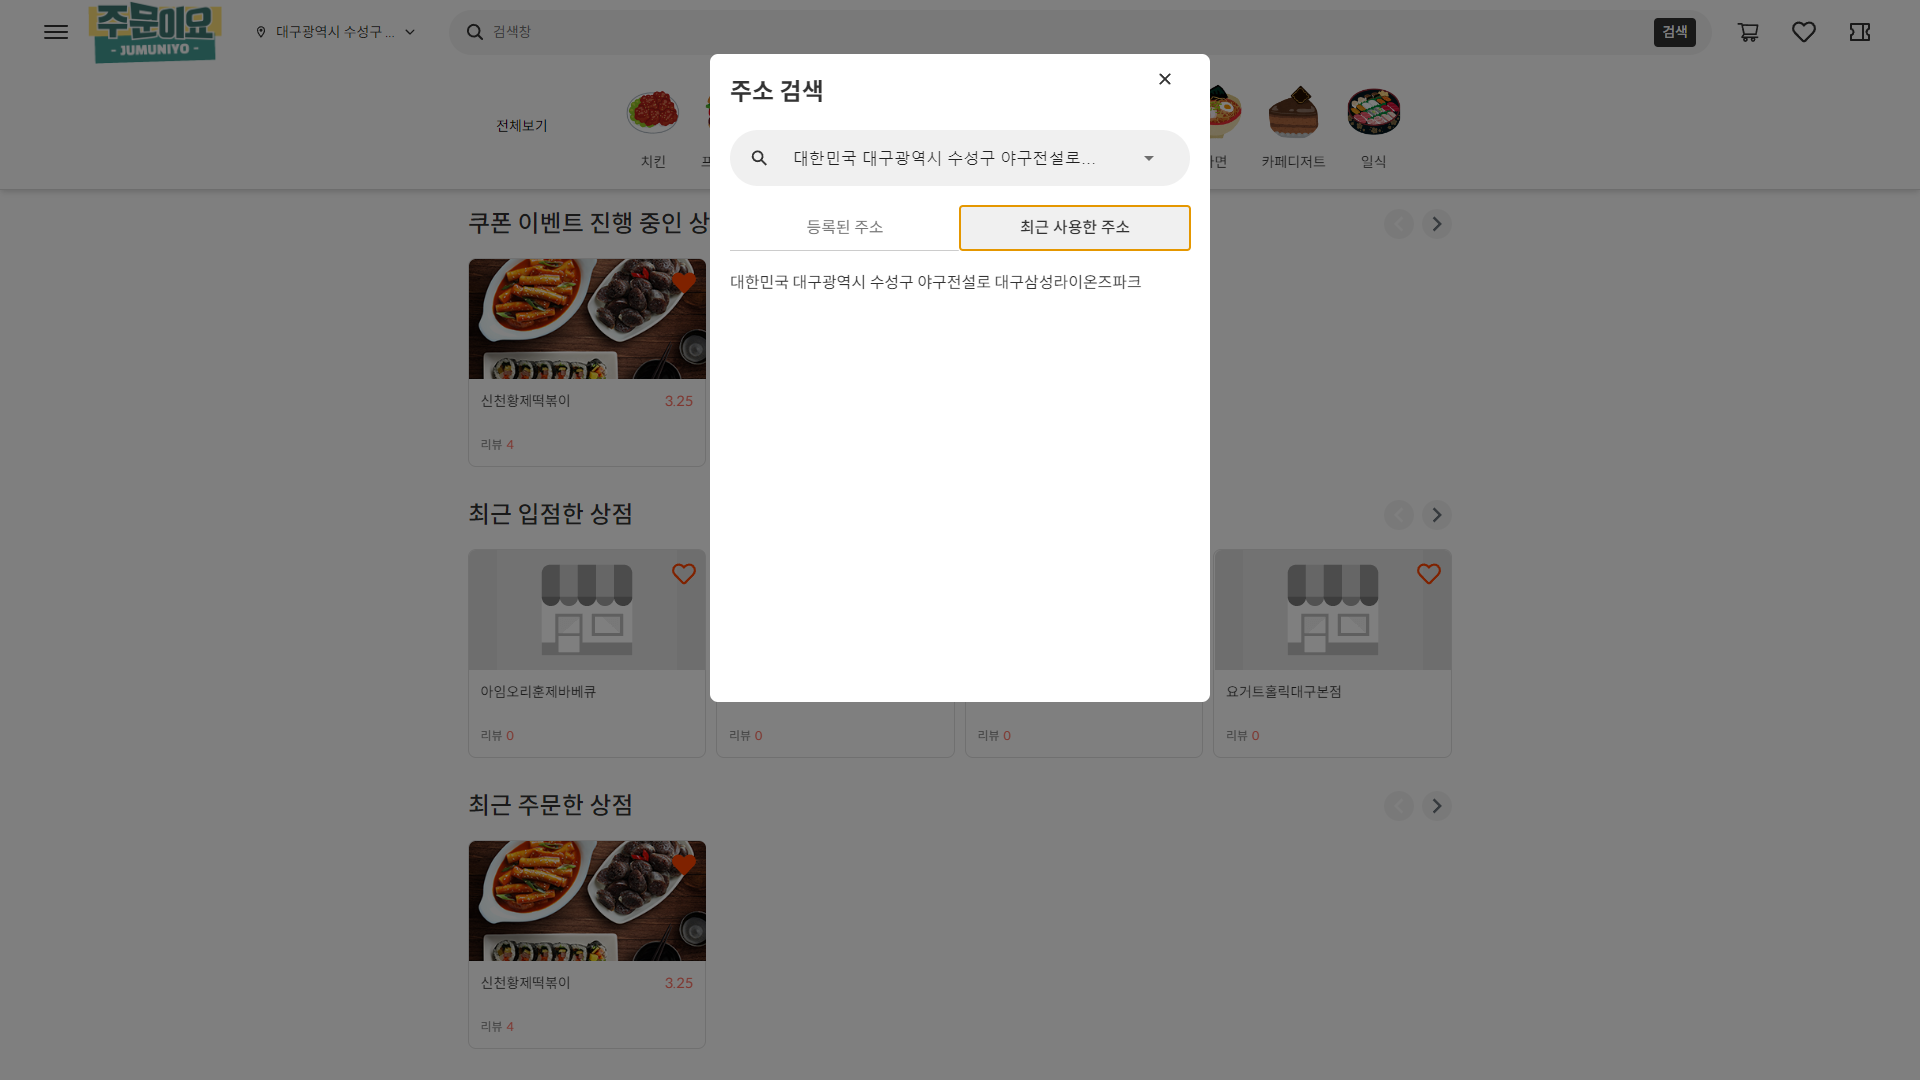 주문이요
- JUMUNIYO -
대구광역시 수성구 ...
검색창
검색
주소 검색
대한민국 대구광역시 수성구 야구전설로...
등록된 주소
최근 사용한 주소
대한민국 대구광역시 수성구 야구전설로 대구삼성라이온즈파크
전체보기
치킨
카페디저트
일식
쿠폰 이벤트 진행 중인 상
신천황제떡볶이
3.25
리뷰 4
최근 입점한 상점
아임오리훈제바베큐
요거트홀릭대구본점
리뷰 0
리뷰 0
리뷰 0
리뷰 0
최근 주문한 상점
신천황제떡볶이
3.25
리뷰 4